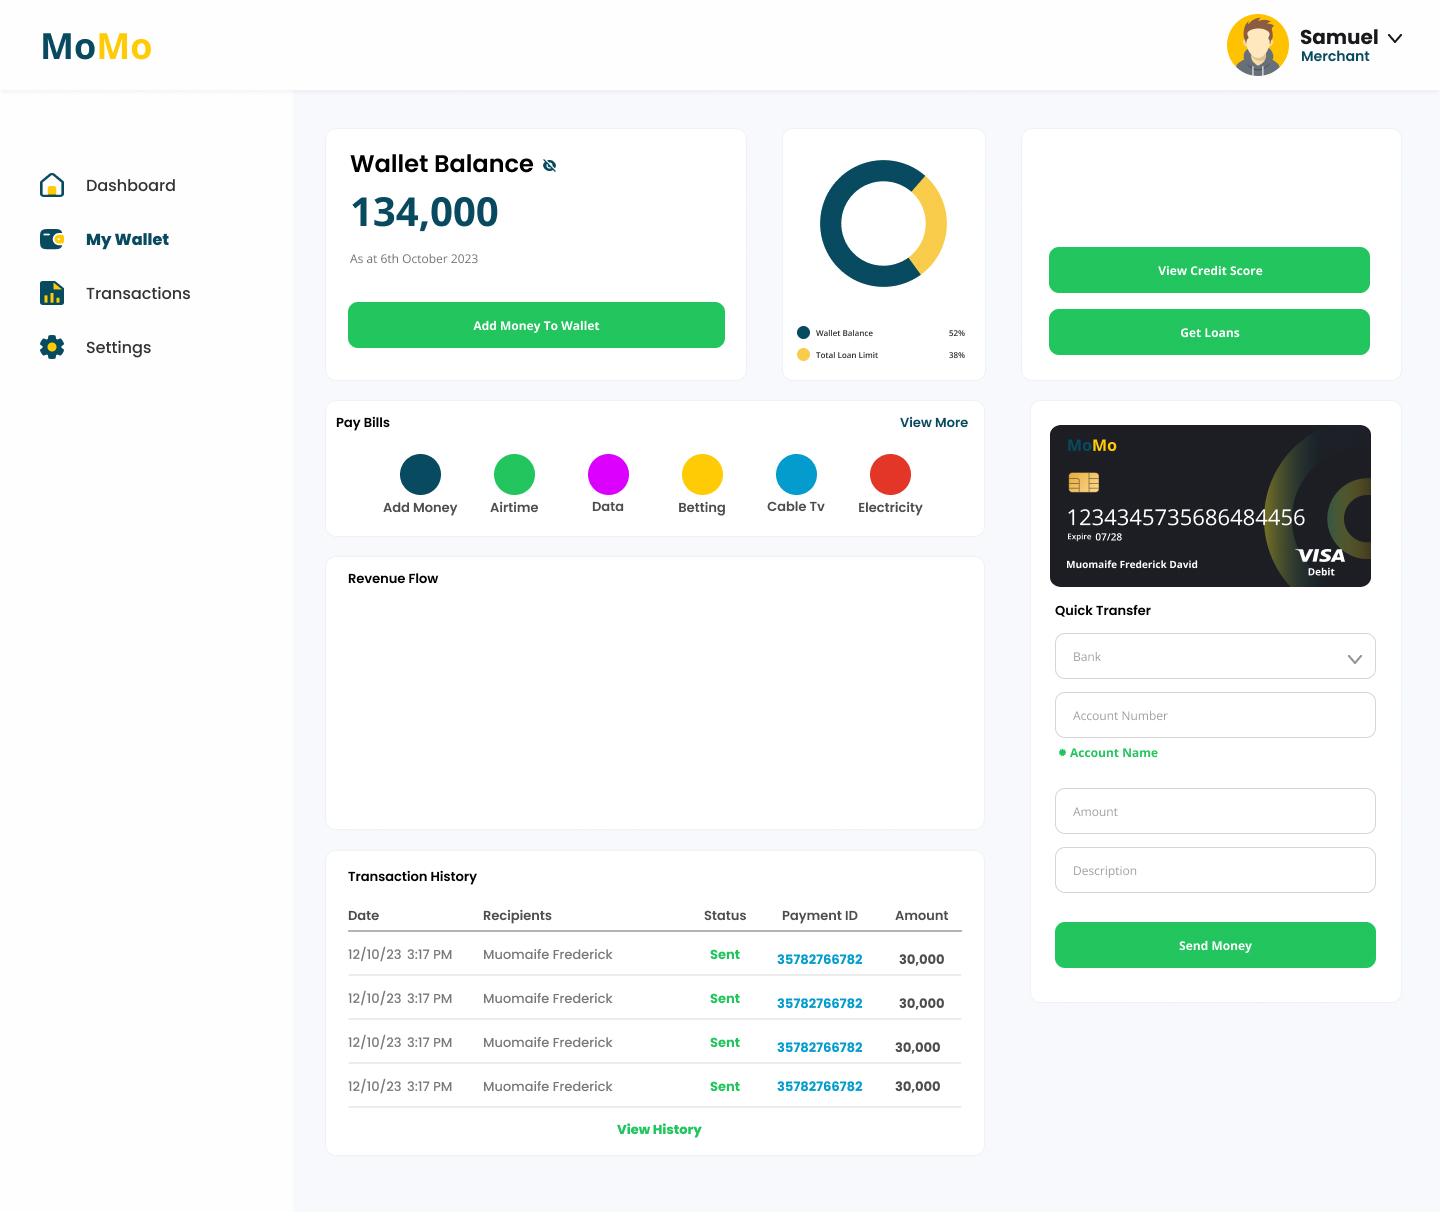 MoMo
Samuel
Merchant
Dashboard
My Wallet
Transactions
Settings
Wallet Balance
134,000
As at 6th October 2023
Add Money To Wallet
Wallet Balance 52%
Total Loan Limit 38%
View Credit Score
Get Loans
Pay Bills
View More
Add Money
Airtime
Data
Betting
Cable Tv
Electricity
Revenue Flow
Transaction History
Date Recipients Status Payment ID Amount
12/10/23 3:17 PM Muomaife Frederick Sent 35782766782 30,000
12/10/23 3:17 PM Muomaife Frederick Sent 35782766782 30,000
12/10/23 3:17 PM Muomaife Frederick Sent 35782766782 30,000
12/10/23 3:17 PM Muomaife Frederick Sent 35782766782 30,000
View History
MoMo
1234345735686484456
Expire 07/28
Muomaife Frederick David
VISA
Debit
Quick Transfer
Bank
Account Number
Account Name
Amount
Description
Send Money